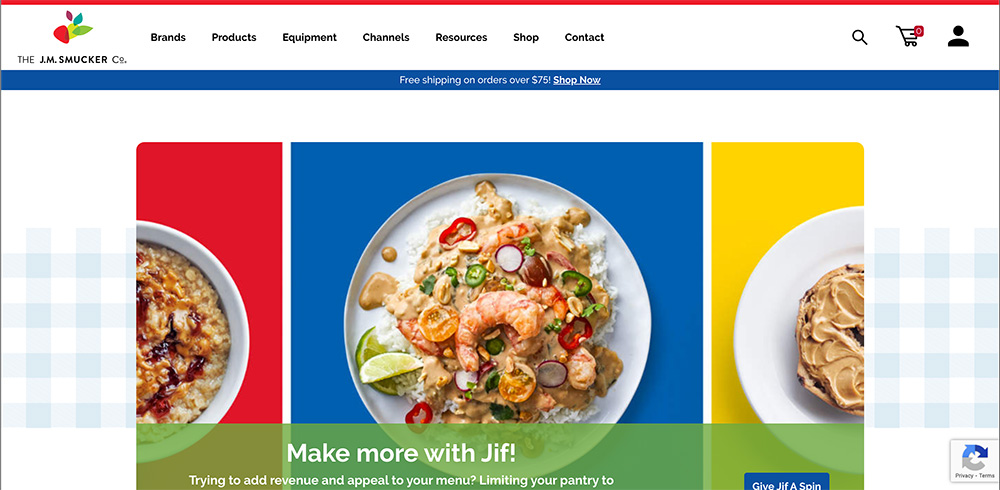 THE J.M. SMUCKER Co.
Brands
Products
Equipment
Channels
Resources
Shop
Contact
0
Free shipping on orders over $75! Shop Now
Make more with Jif!
Trying to add revenue and appeal to your menu? Limiting your pantry to
Give Jif A Spin
Privacy - Terms